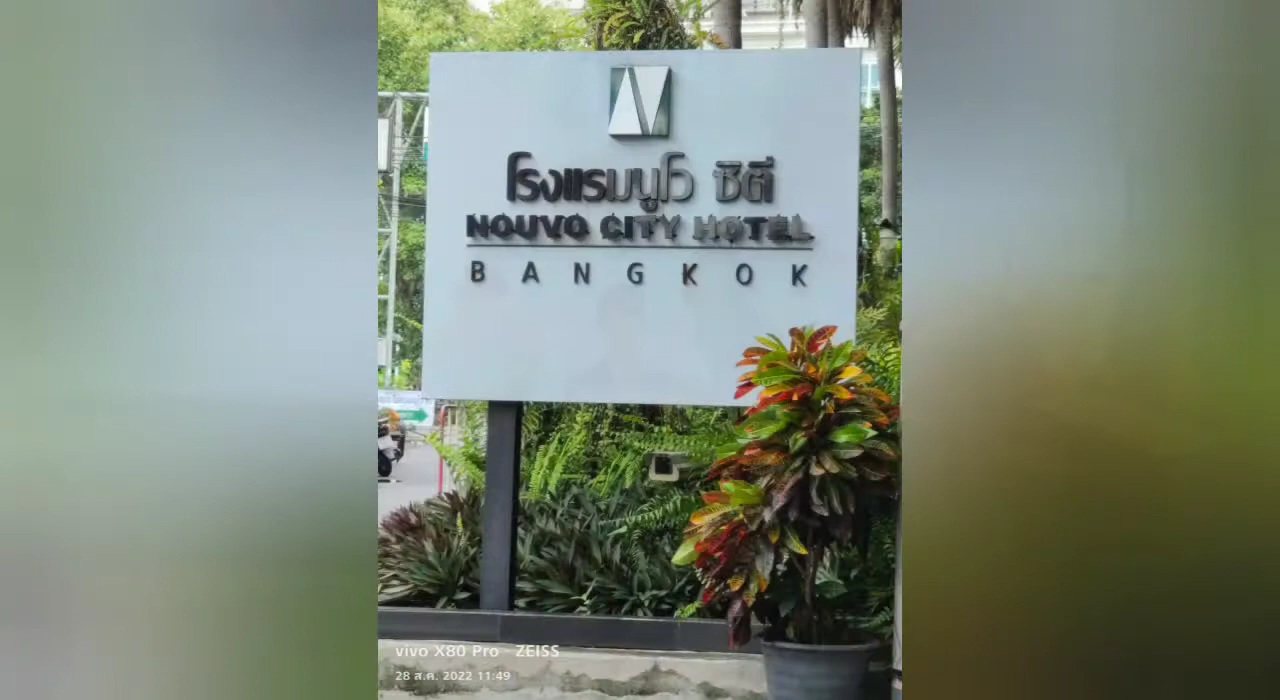 โรงแรมนูโว ซิตี
NOUVO CITY HOTEL
BANGKOK
vivo X80 Pro · ZEISS
28 ส.ค. 2022 11:49